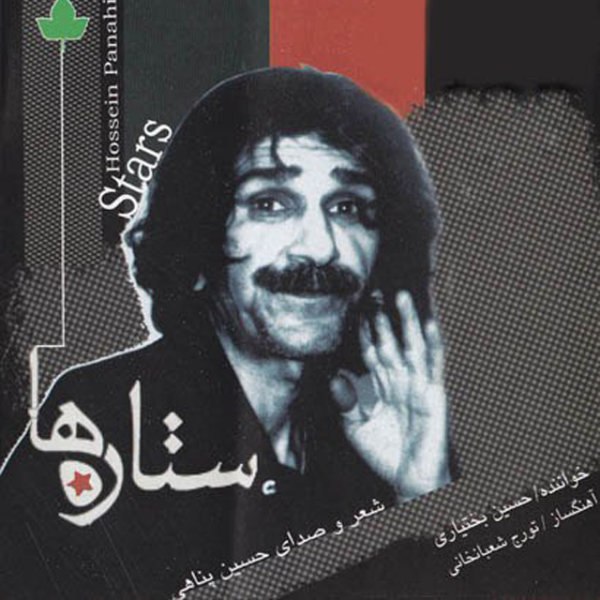 Hossein Panahi
Stars
ستاره‌ها
شعر و صدای حسین پناهی
خواننده/حسین بختیاری
آهنگساز/تورج شعبانخانی